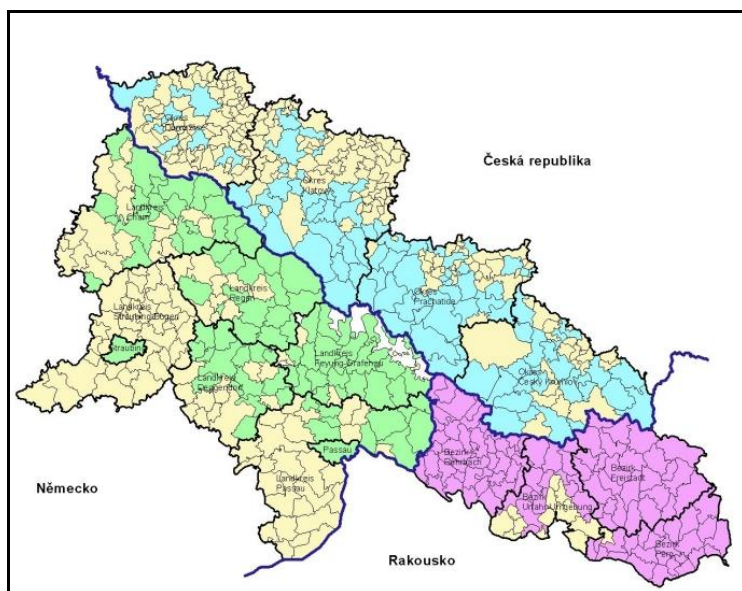 Česká republika
Okres
Domažlice
Okres
Klatovy
Landkreis
Cham
Okres
Prachatice
Landkreis
Regen
Landkreis
Straubing-Bogen
Straubing
Landkreis
Freyung-Grafenau
Okres
Český Krumlov
Landkreis
Deggendorf
Passau
Landkreis
Passau
Bezirk
Rohrbach
Bezirk
Freistadt
Bezirk
Urfahr-Umgebung
Bezirk
Perg
Německo
Rakousko